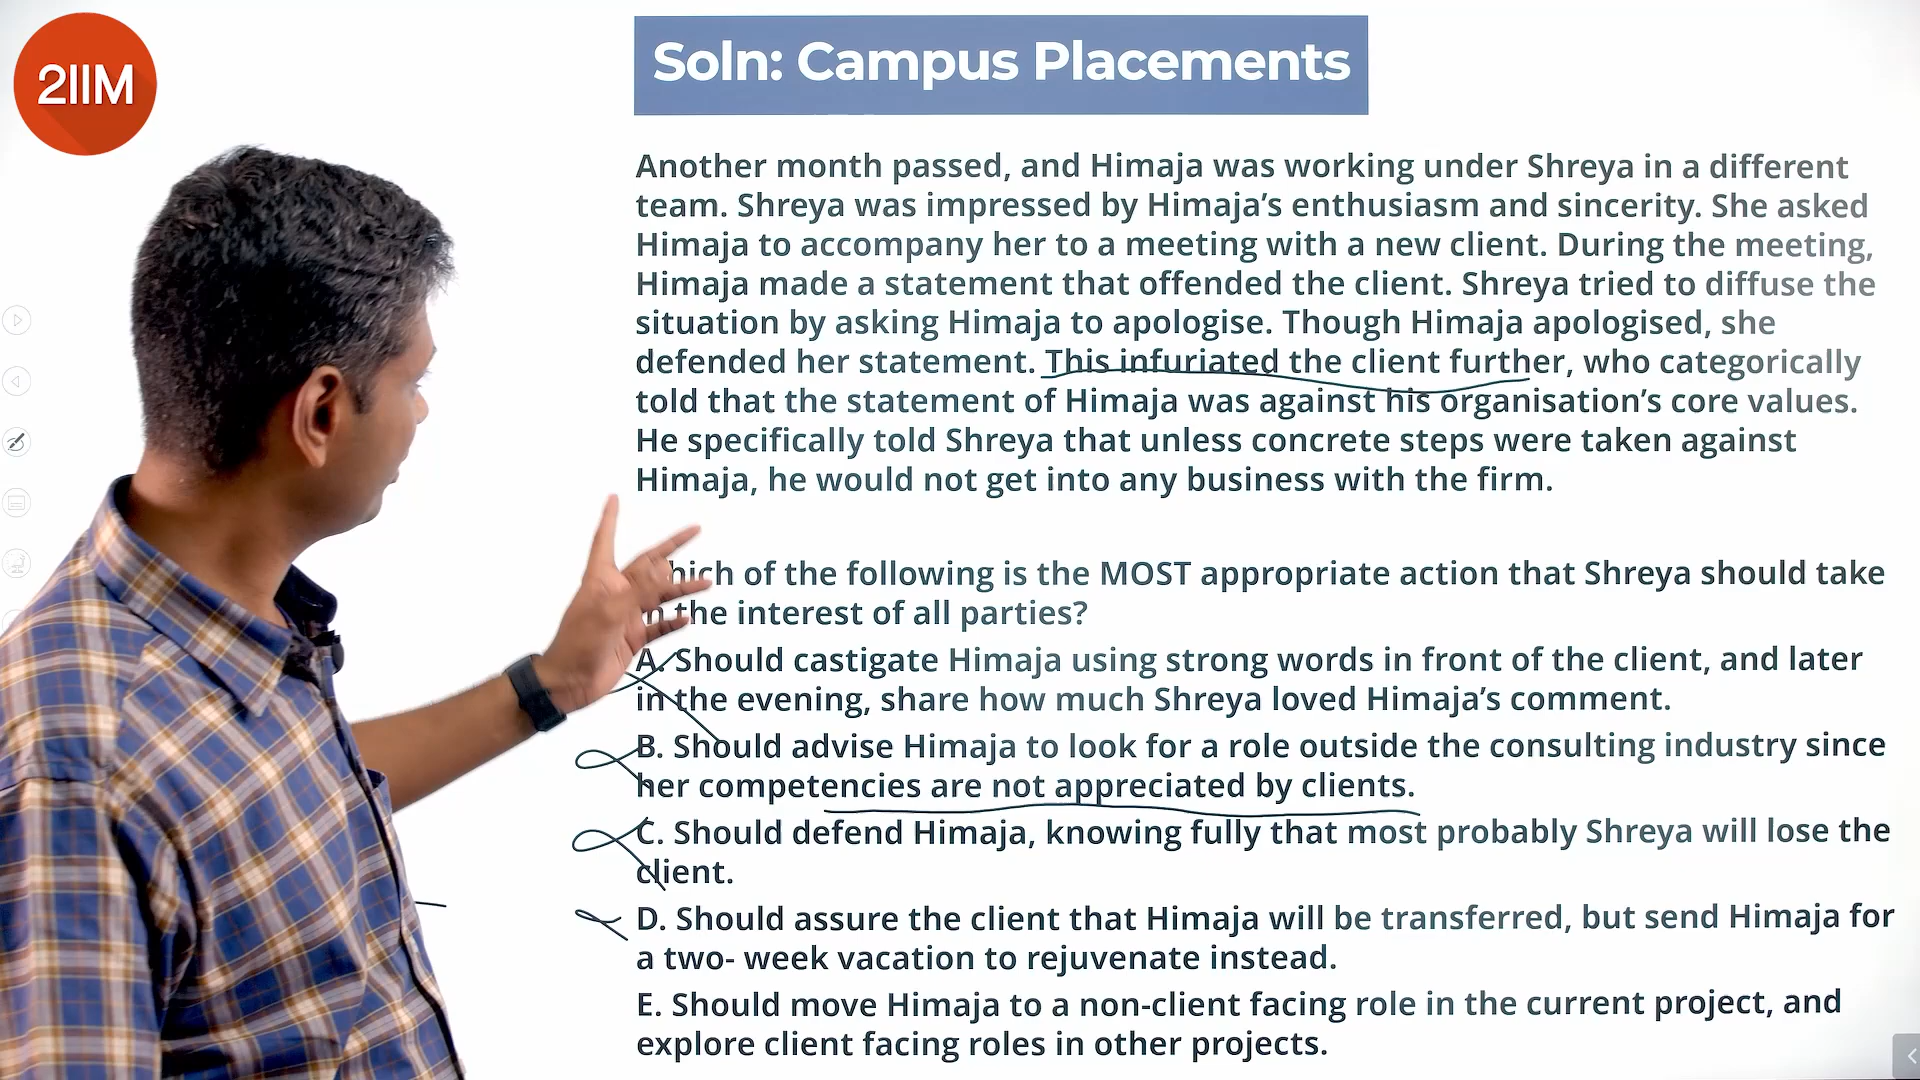 2IIM
Soln: Campus Placements
Another month passed, and Himaja was working under Shreya in a different
team. Shreya was impressed by Himaja’s enthusiasm and sincerity. She asked
Himaja to accompany her to a meeting with a new client. During the meeting,
Himaja made a statement that offended the client. Shreya tried to diffuse the
situation by asking Himaja to apologise. Though Himaja apologised, she
defended her statement. This infuriated the client further, who categorically
told that the statement of Himaja was against his organisation’s core values.
He specifically told Shreya that unless concrete steps were taken against
Himaja, he would not get into any business with the firm.
hich of the following is the MOST appropriate action that Shreya should take
the interest of all parties?
A. Should castigate Himaja using strong words in front of the client, and later
in the evening, share how much Shreya loved Himaja’s comment.
B. Should advise Himaja to look for a role outside the consulting industry since
her competencies are not appreciated by clients.
C. Should defend Himaja, knowing fully that most probably Shreya will lose the
client.
D. Should assure the client that Himaja will be transferred, but send Himaja for
a two- week vacation to rejuvenate instead.
E. Should move Himaja to a non-client facing role in the current project, and
explore client facing roles in other projects.